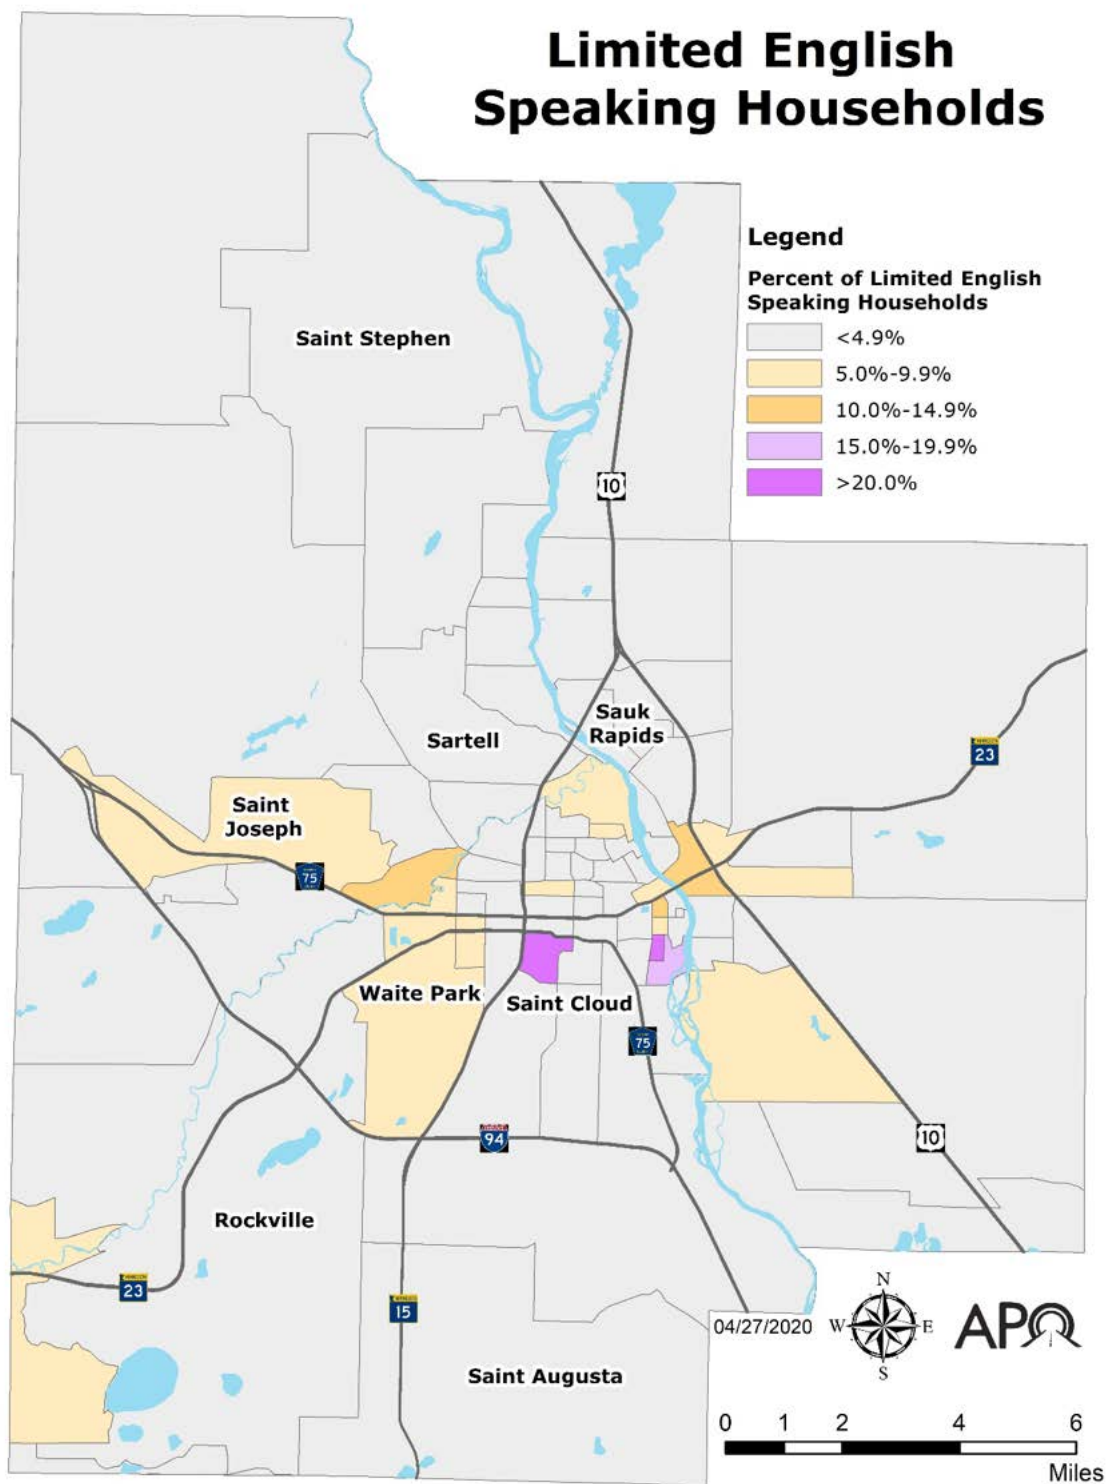 Limited English
Speaking Households
Legend
Percent of Limited English
Speaking Households
<4.9%
5.0%-9.9%
10.0%-14.9%
15.0%-19.9%
>20.0%
Saint Stephen
10
Sauk
Rapids
Sartell
23
Saint
Joseph
75
Waite Park
Saint Cloud
75
94
10
Rockville
23
15
Saint Augusta
04/27/2020
N
W
E
S
APO
0 1 2 4 6
Miles